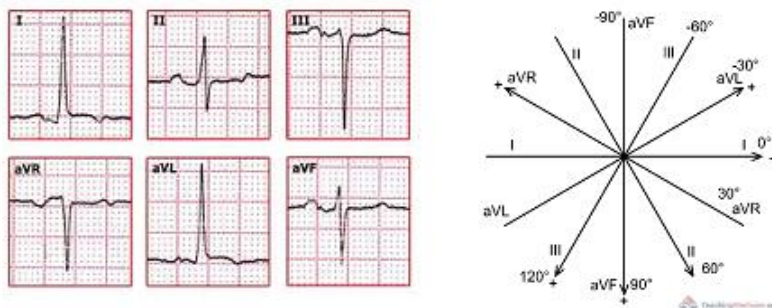 I
II
III
aVR
aVL
aVF
-90°
aVF
-60°
III
II
-30°
aVL
+
aVR
+
I
I
0°
aVL
30°
aVR
III
II
120°
+
aVF
90°
60°
+